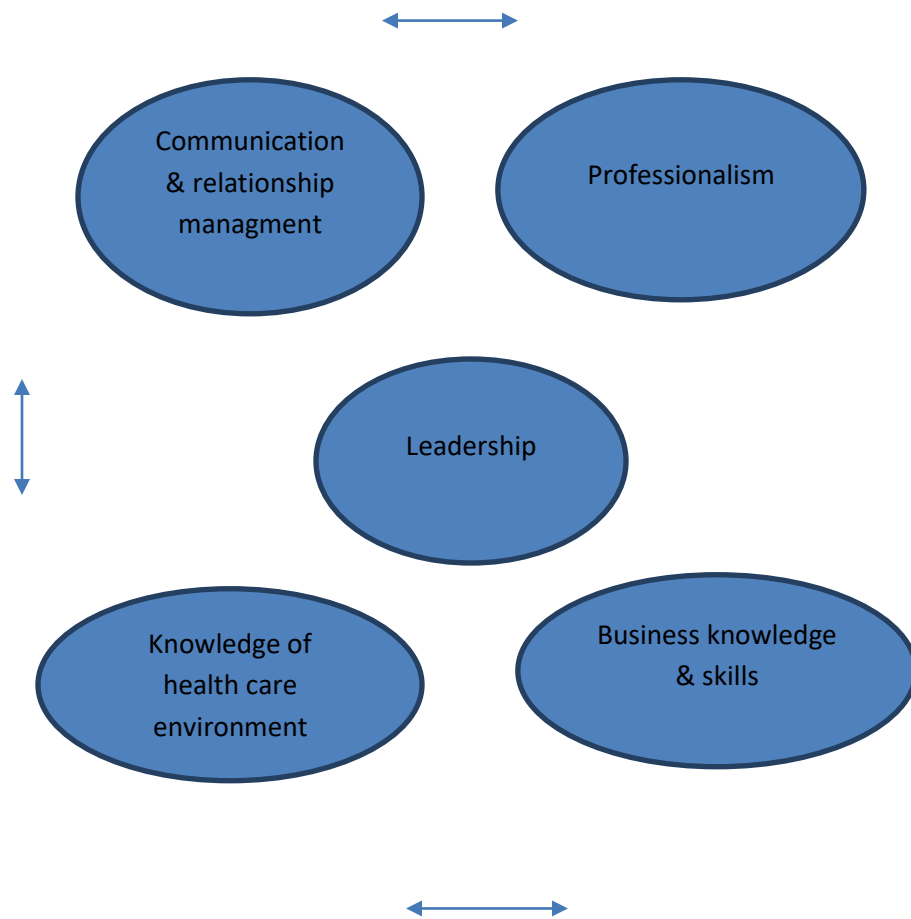 Communication
& relationship
managment
Professionalism
Leadership
Knowledge of
health care
environment
Business knowledge
& skills